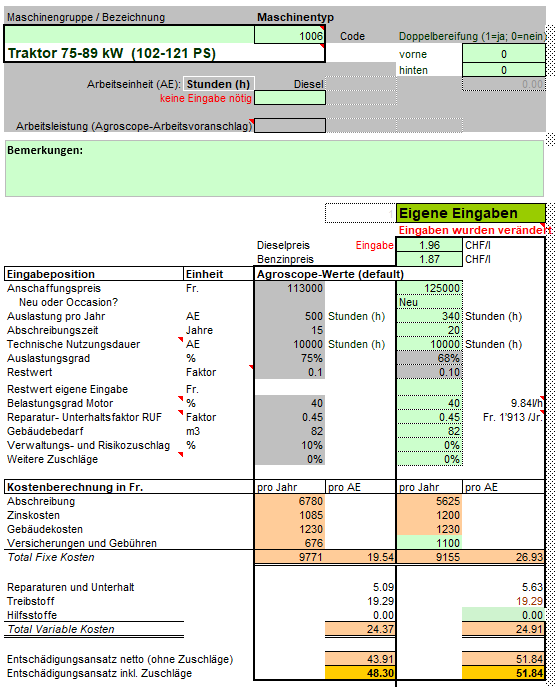 Maschinengruppe / Bezeichnung Maschinentyp
1006 Code Doppelbereifung (1=ja; 0=nein)
Traktor 75-89 kW (102-121 PS) vorne 0
hinten 0
Arbeitseinheit (AE): Stunden (h) Diesel 0.00
keine Eingabe nötig
Arbeitsleistung (Agroscope-Arbeitsvoranschlag)
Bemerkungen:
Eigene Eingaben
Eingaben wurden verändert
Dieselpreis Eingabe 1.96 CHF/l
Benzinpreis 1.87 CHF/l
Eingabeposition Einheit Agroscope-Werte (default)
Anschaffungspreis Fr. 113000 125000
Neu oder Occasion? Neu
Auslastung pro Jahr AE 500 Stunden (h) 340 Stunden (h)
Abschreibungszeit Jahre 15 20
Technische Nutzungsdauer AE 10000 Stunden (h) 10000 Stunden (h)
Auslastungsgrad % 75% 68%
Restwert Faktor 0.1 0.10
Restwert eigene Eingabe Fr.
Belastungsgrad Motor % 40 40 9.84l/h
Reparatur- Unterhaltsfaktor RUF Faktor 0.45 0.45 Fr. 1'913 /Jr.
Gebäudebedarf m3 82 82
Verwaltungs- und Risikozuschlag % 10% 0%
Weitere Zuschläge 0% 0%
Kostenberechnung in Fr. pro Jahr pro AE pro Jahr pro AE
Abschreibung 6780 5625
Zinskosten 1085 1200
Gebäudekosten 1230 1230
Versicherungen und Gebühren 676 1100
Total Fixe Kosten 9771 19.54 9155 26.93
Reparaturen und Unterhalt 5.09 5.63
Treibstoff 19.29 19.29
Hilfsstoffe 0.00 0.00
Total Variable Kosten 24.37 24.91
Entschädigungsansatz netto (ohne Zuschläge) 43.91 51.84
Entschädigungsansatz inkl. Zuschläge 48.30 51.84